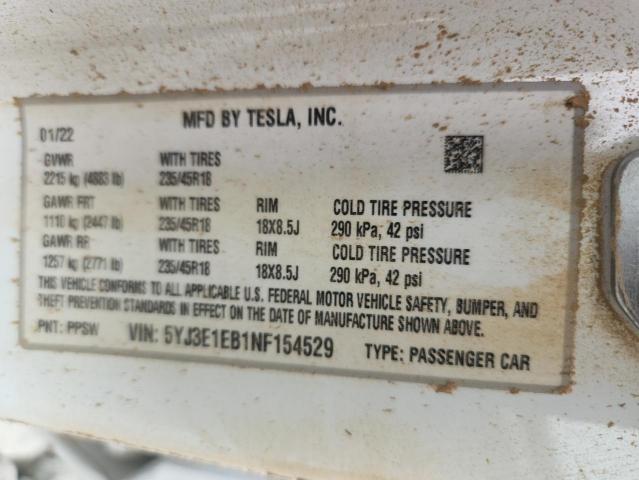 MFD BY TESLA, INC.
01/22
GVWR WITH TIRES
2215 kg (4883 lb) 235/45R18
GAWR FRT WITH TIRES RIM COLD TIRE PRESSURE
1110 kg (2447 lb) 235/45R18 18X8.5J 290 kPa, 42 psi
GAWR RR WITH TIRES RIM COLD TIRE PRESSURE
1257 kg (2771 lb) 235/45R18 18X8.5J 290 kPa, 42 psi
THIS VEHICLE CONFORMS TO ALL APPLICABLE U.S. FEDERAL MOTOR VEHICLE SAFETY, BUMPER, AND
THEFT PREVENTION STANDARDS IN EFFECT ON THE DATE OF MANUFACTURE SHOWN ABOVE.
PNT: PPSW VIN: 5YJ3E1EB1NF154529 TYPE: PASSENGER CAR